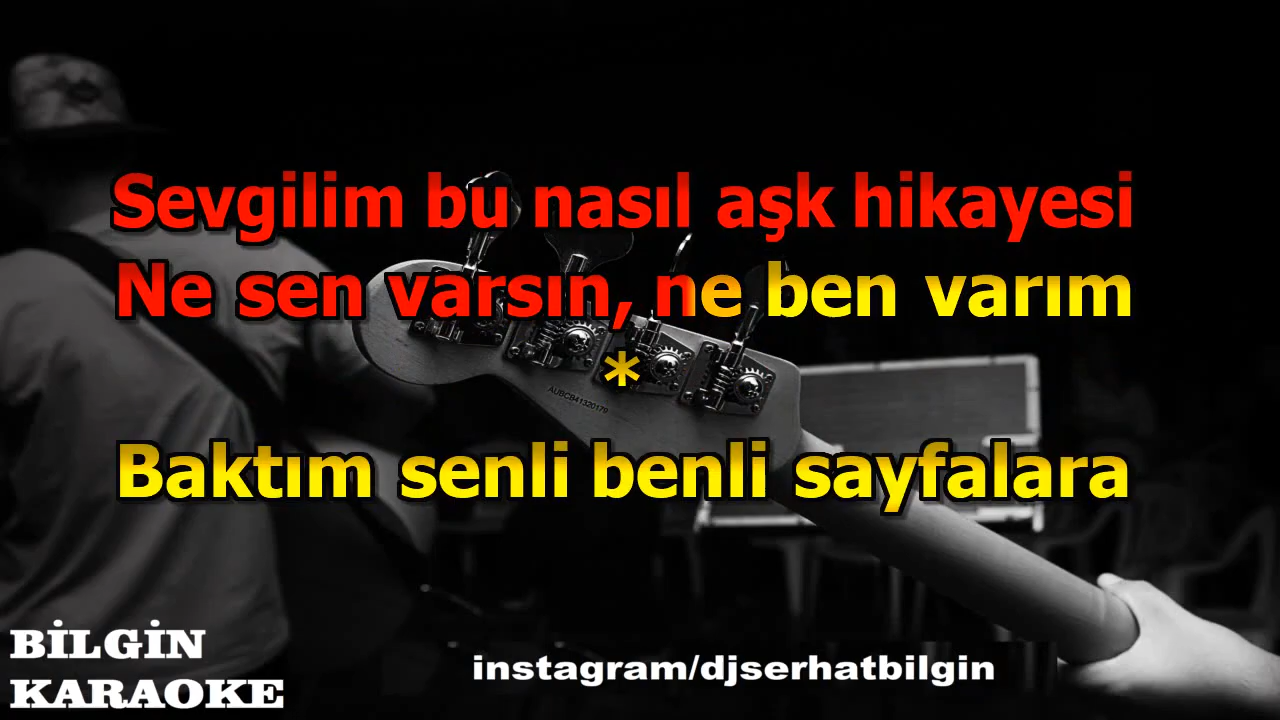 Sevgilim bu nasıl aşk hikayesi
Ne sen varsın, ne ben varım
*
AUBCB41320179
Baktım senli benli sayfalara
BİLGİN
KARAOKE
instagram/djserhatbilgin